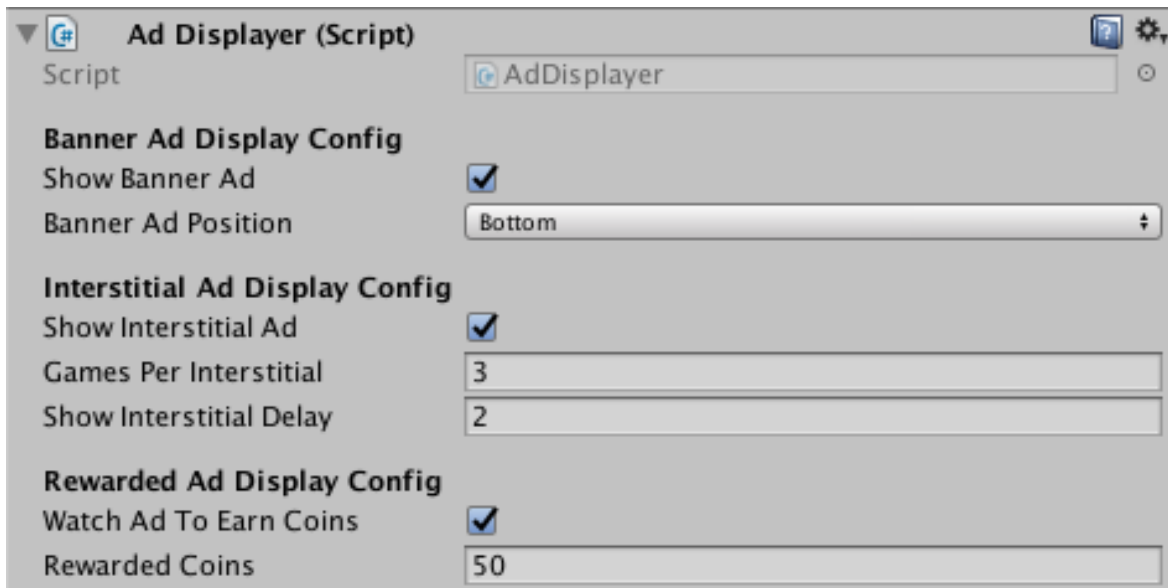 Ad Displayer (Script)
Script AdDisplayer
Banner Ad Display Config
Show Banner Ad
Banner Ad Position Bottom
Interstitial Ad Display Config
Show Interstitial Ad
Games Per Interstitial 3
Show Interstitial Delay 2
Rewarded Ad Display Config
Watch Ad To Earn Coins
Rewarded Coins 50